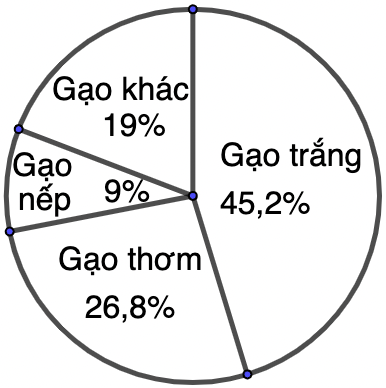 Gạo khác
19%
Gạo trắng
45,2%
Gạo
nếp
9%
Gạo thơm
26,8%